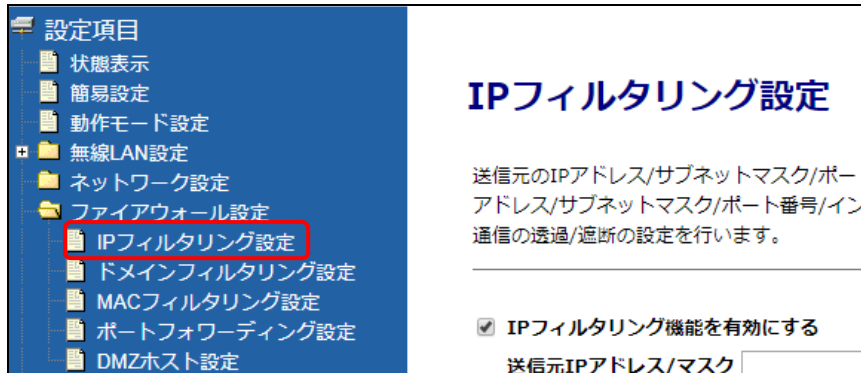 設定項目
状態表示
簡易設定
動作モード設定
無線LAN設定
ネットワーク設定
ファイアウォール設定
IPフィルタリング設定
ドメインフィルタリング設定
MACフィルタリング設定
ポートフォワーディング設定
DMZホスト設定
IPフィルタリング設定
送信元のIPアドレス/サブネットマスク/ポー
アドレス/サブネットマスク/ポート番号/イン
通信の透過/遮断の設定を行います。
IPフィルタリング機能を有効にする
送信元IPアドレス/マスク